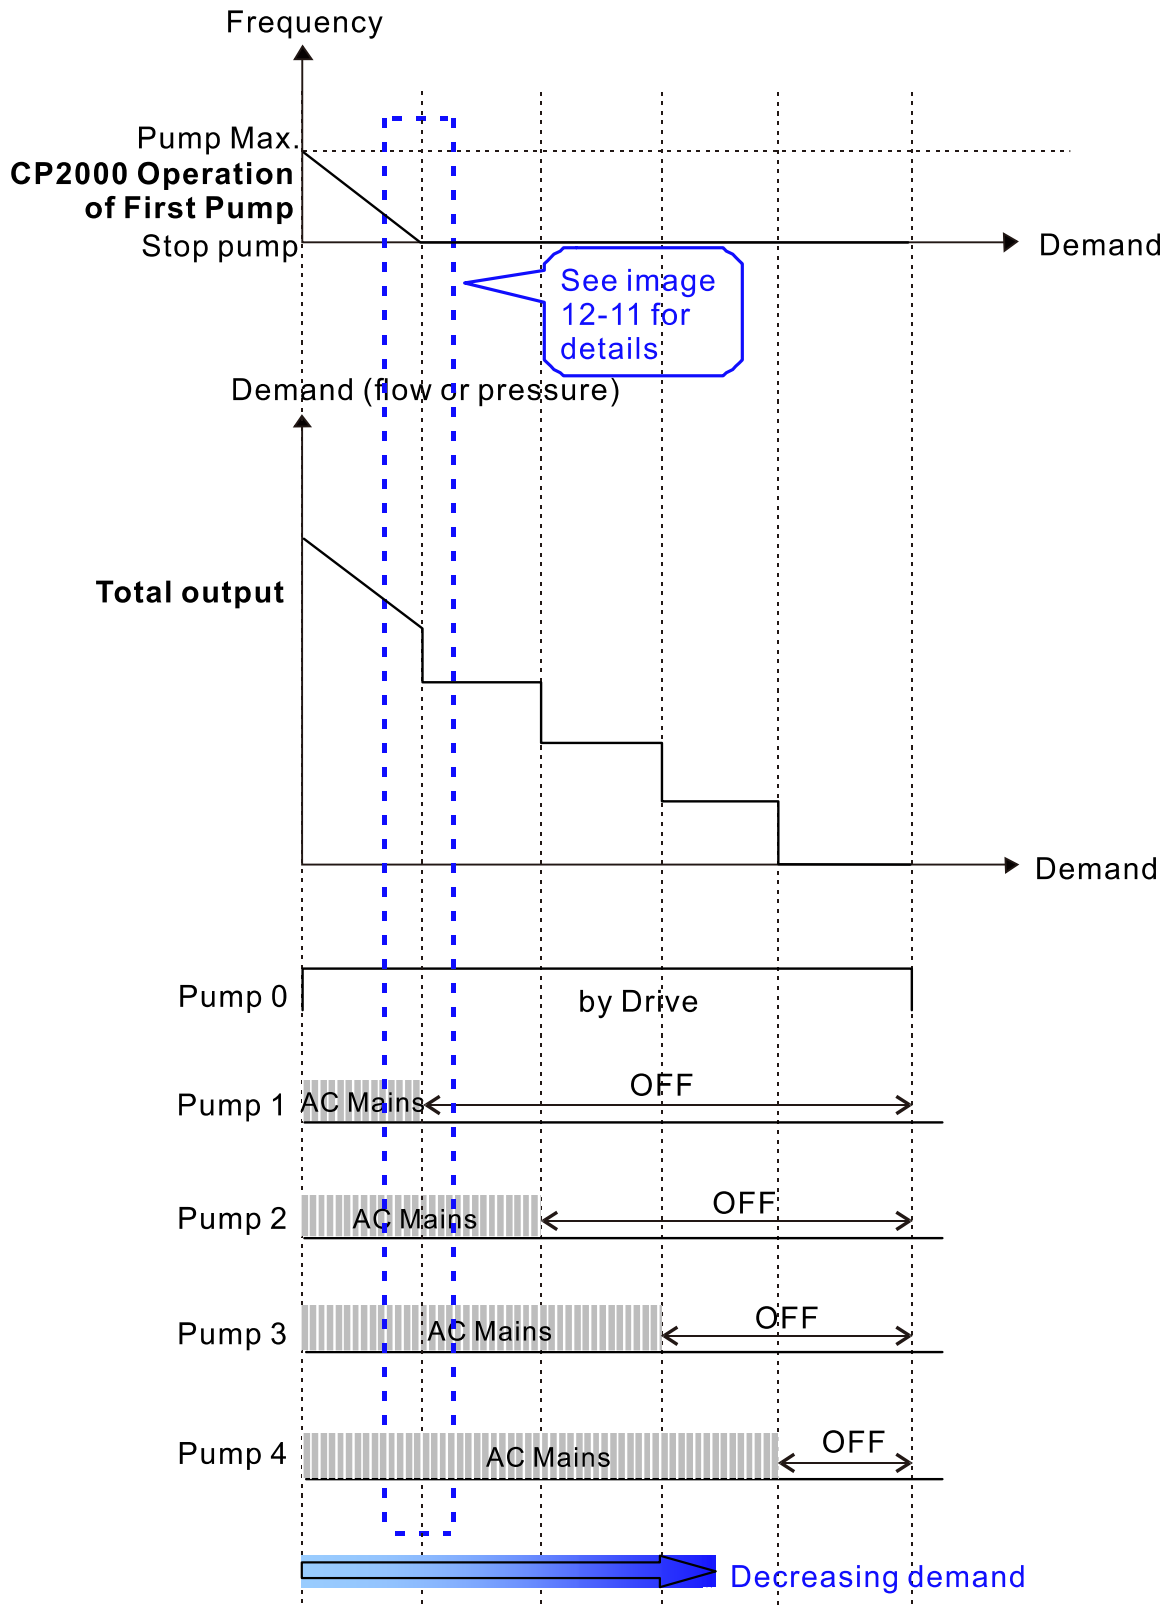 Frequency
Pump Max.
CP2000 Operation
of First Pump
Stop pump
Demand
See image
12-11 for
details
Demand (flow or pressure)
Total output
Demand
Pump 0
by Drive
Pump 1
AC Mains
OFF
Pump 2
AC Mains
OFF
Pump 3
AC Mains
OFF
Pump 4
AC Mains
OFF
Decreasing demand